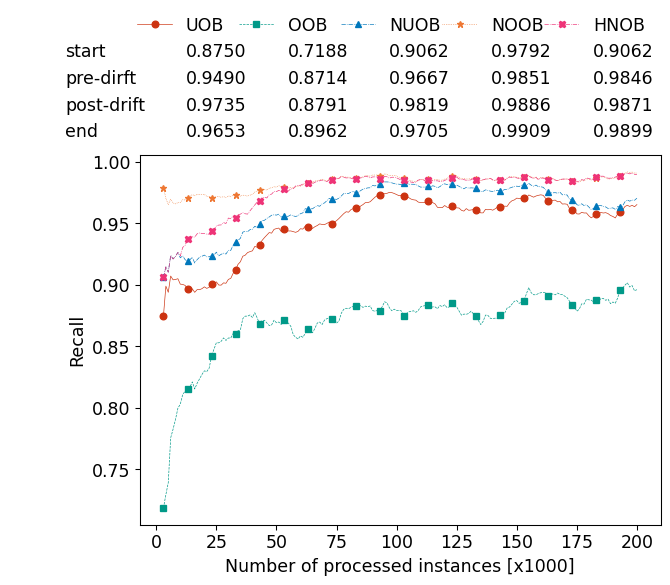 UOB OOB NUOB NOOB HNOB
start 0.8750 0.7188 0.9062 0.9792 0.9062
pre-dirft 0.9490 0.8714 0.9667 0.9851 0.9846
post-drift 0.9735 0.8791 0.9819 0.9886 0.9871
end 0.9653 0.8962 0.9705 0.9909 0.9899
1.00
0.95
0.90
0.85
0.80
0.75
Recall
0 25 50 75 100 125 150 175 200
Number of processed instances [x1000]